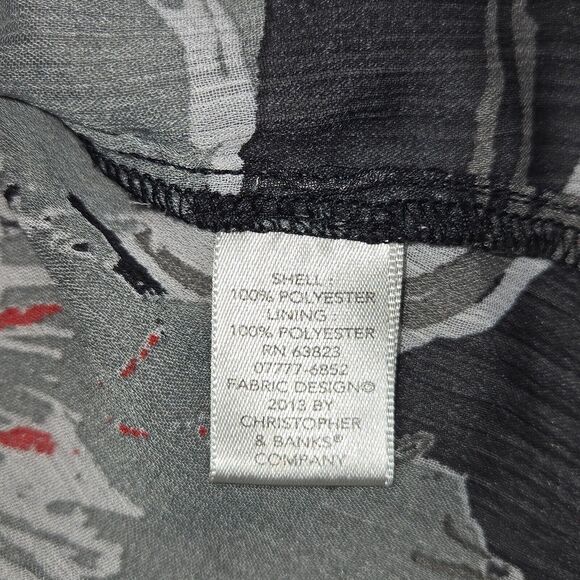 SHELL :
100% POLYESTER
LINING
100% POLYESTER
RN 63823
07777-6852
FABRIC DESIGN©
2013 BY
CHRISTOPHER
& BANKS®
COMPANY